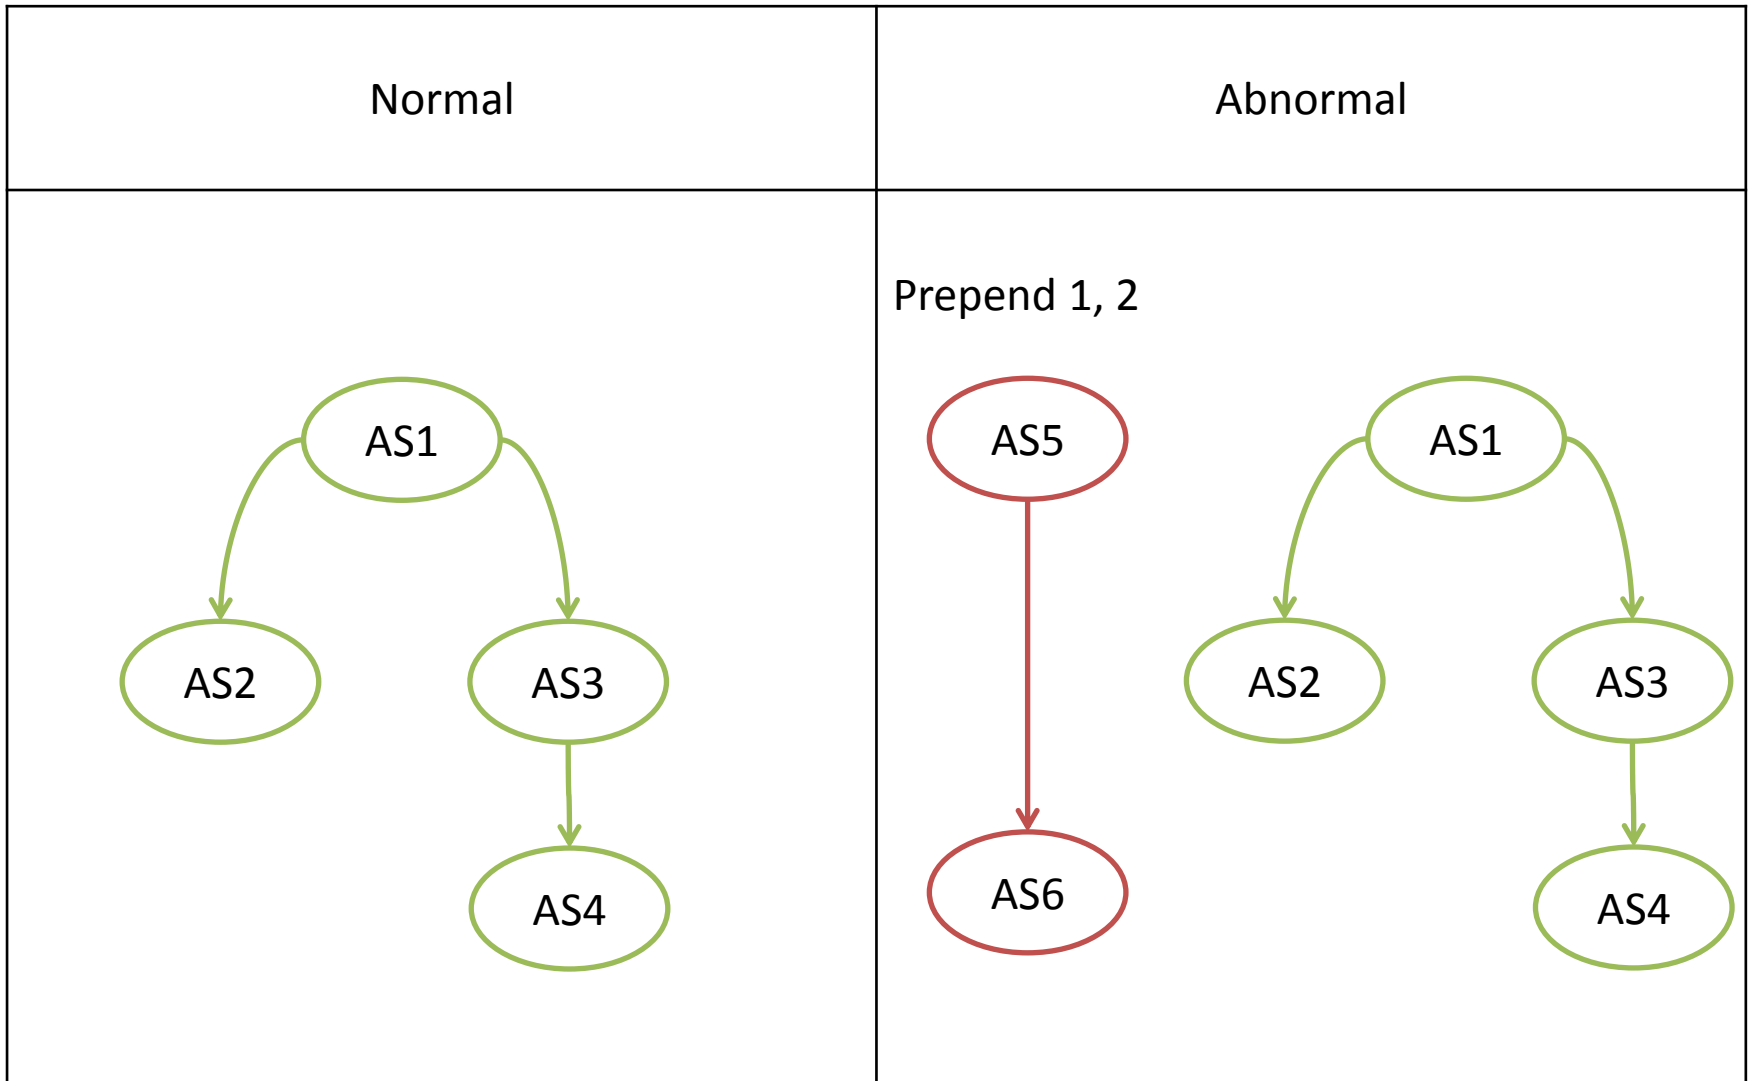 Normal
Abnormal
Prepend 1, 2
AS1
AS2
AS3
AS4
AS5
AS6
AS1
AS2
AS3
AS4